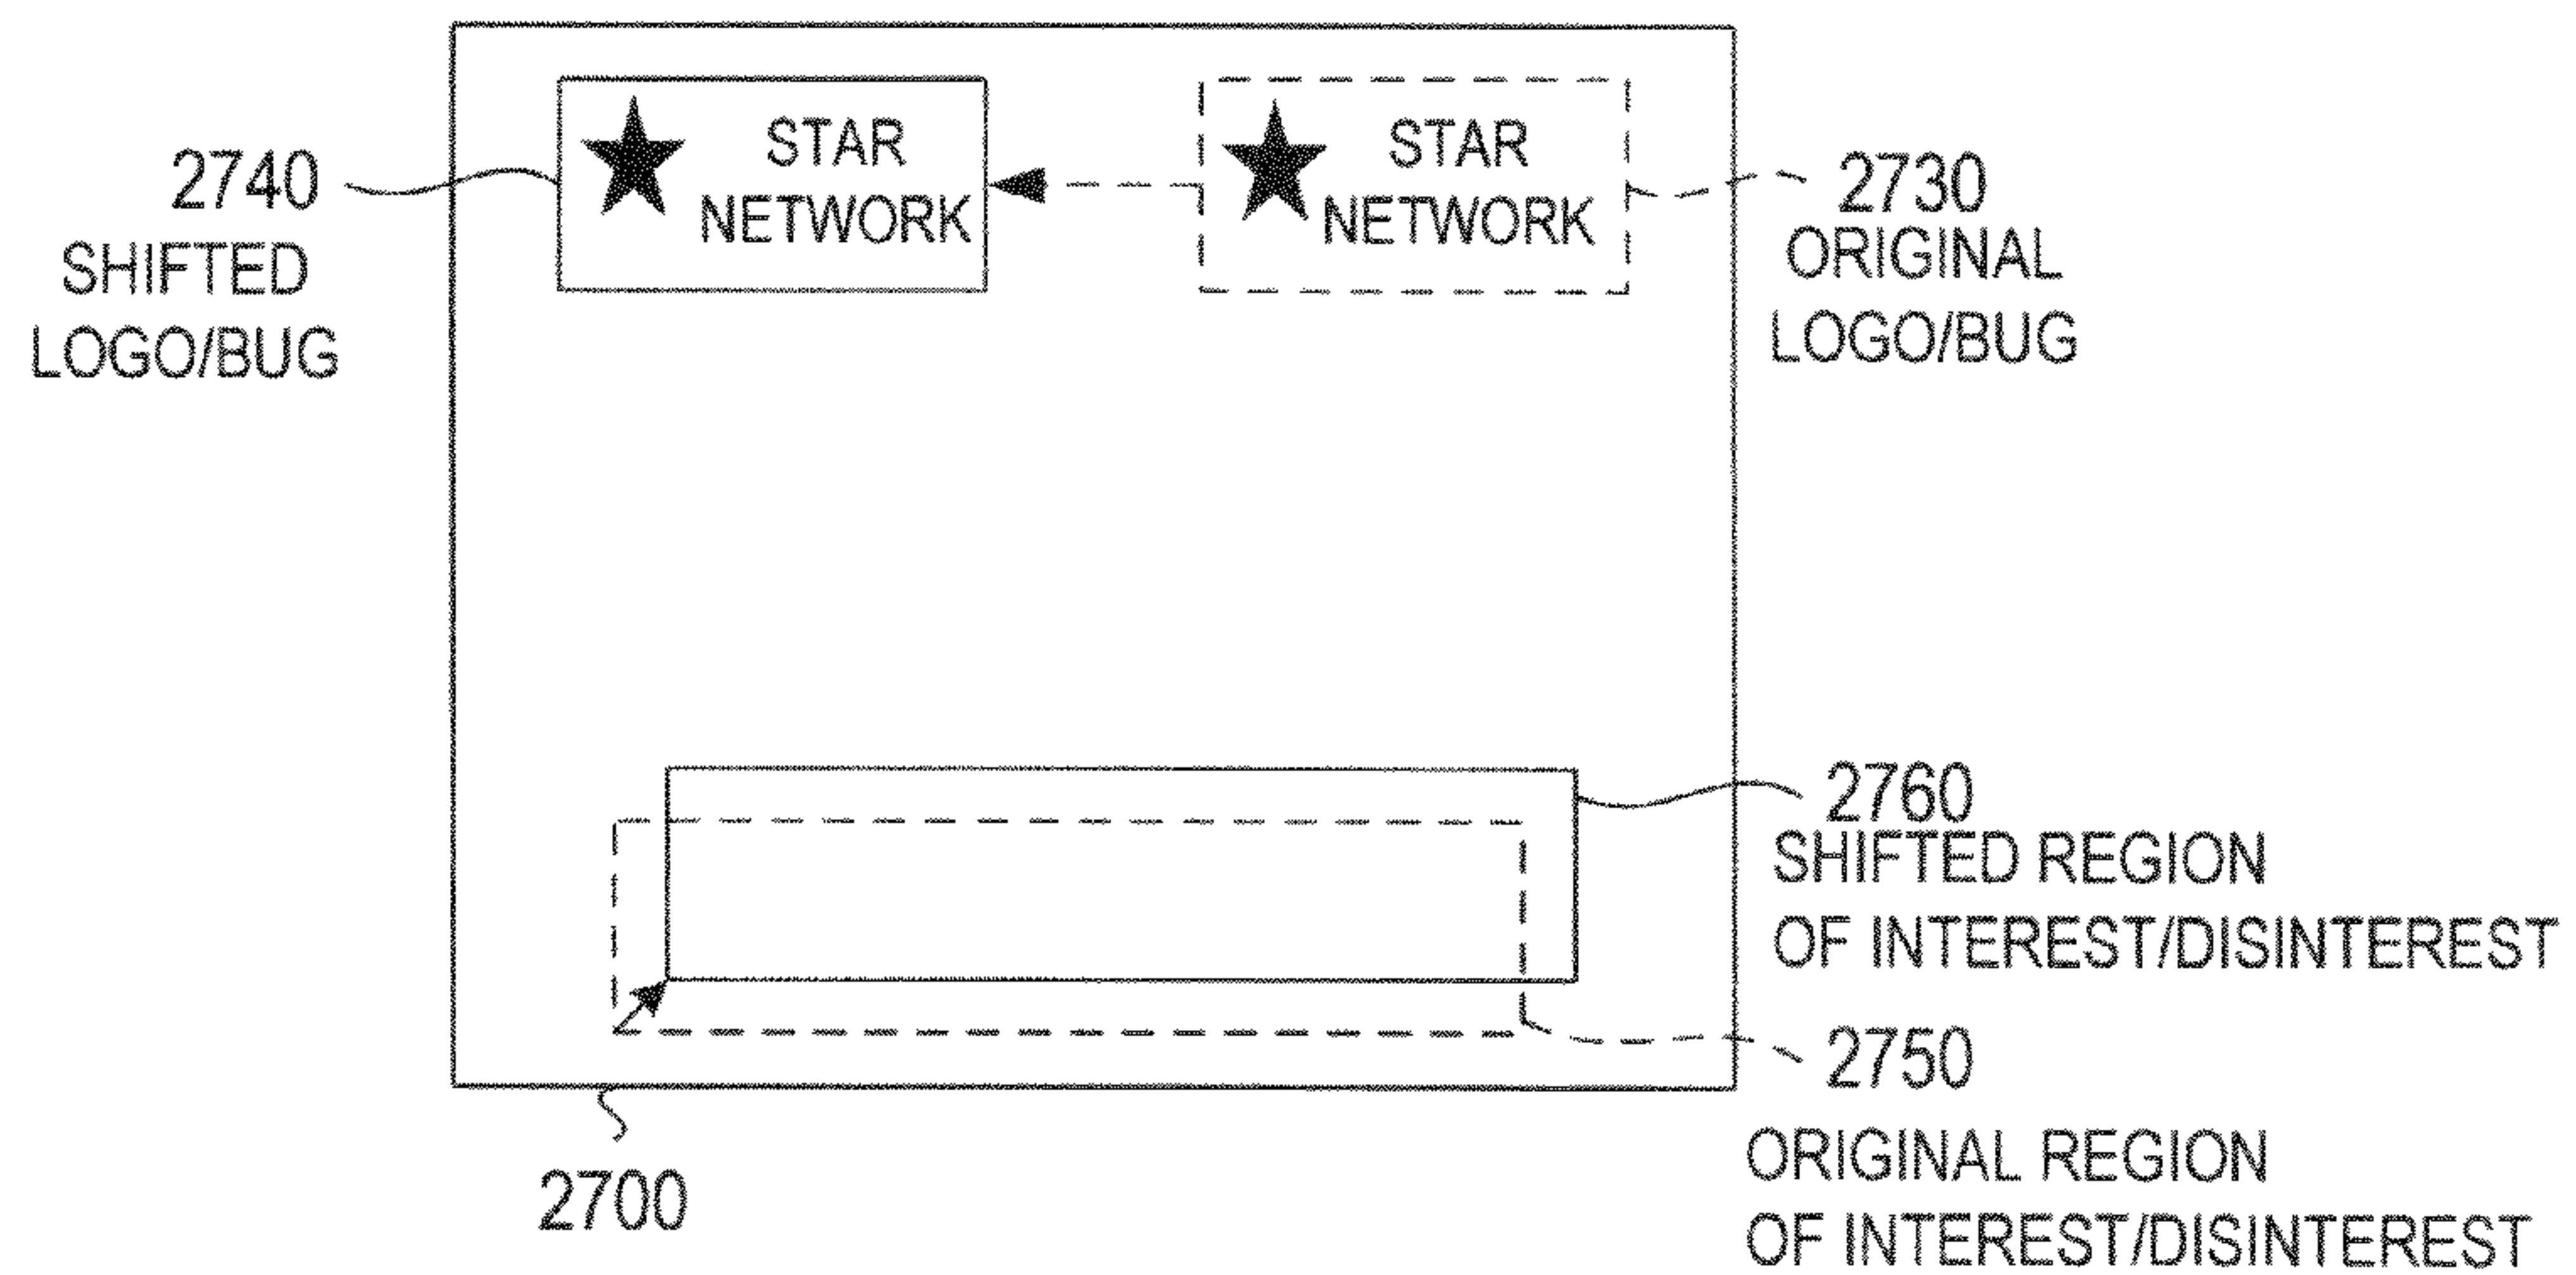 STAR
NETWORK
STAR
NETWORK
2740
SHIFTED
LOGO/BUG
2730
ORIGINAL
LOGO/BUG
2760
SHIFTED REGION
OF INTEREST/DISINTEREST
2750
ORIGINAL REGION
OF INTEREST/DISINTEREST
2700